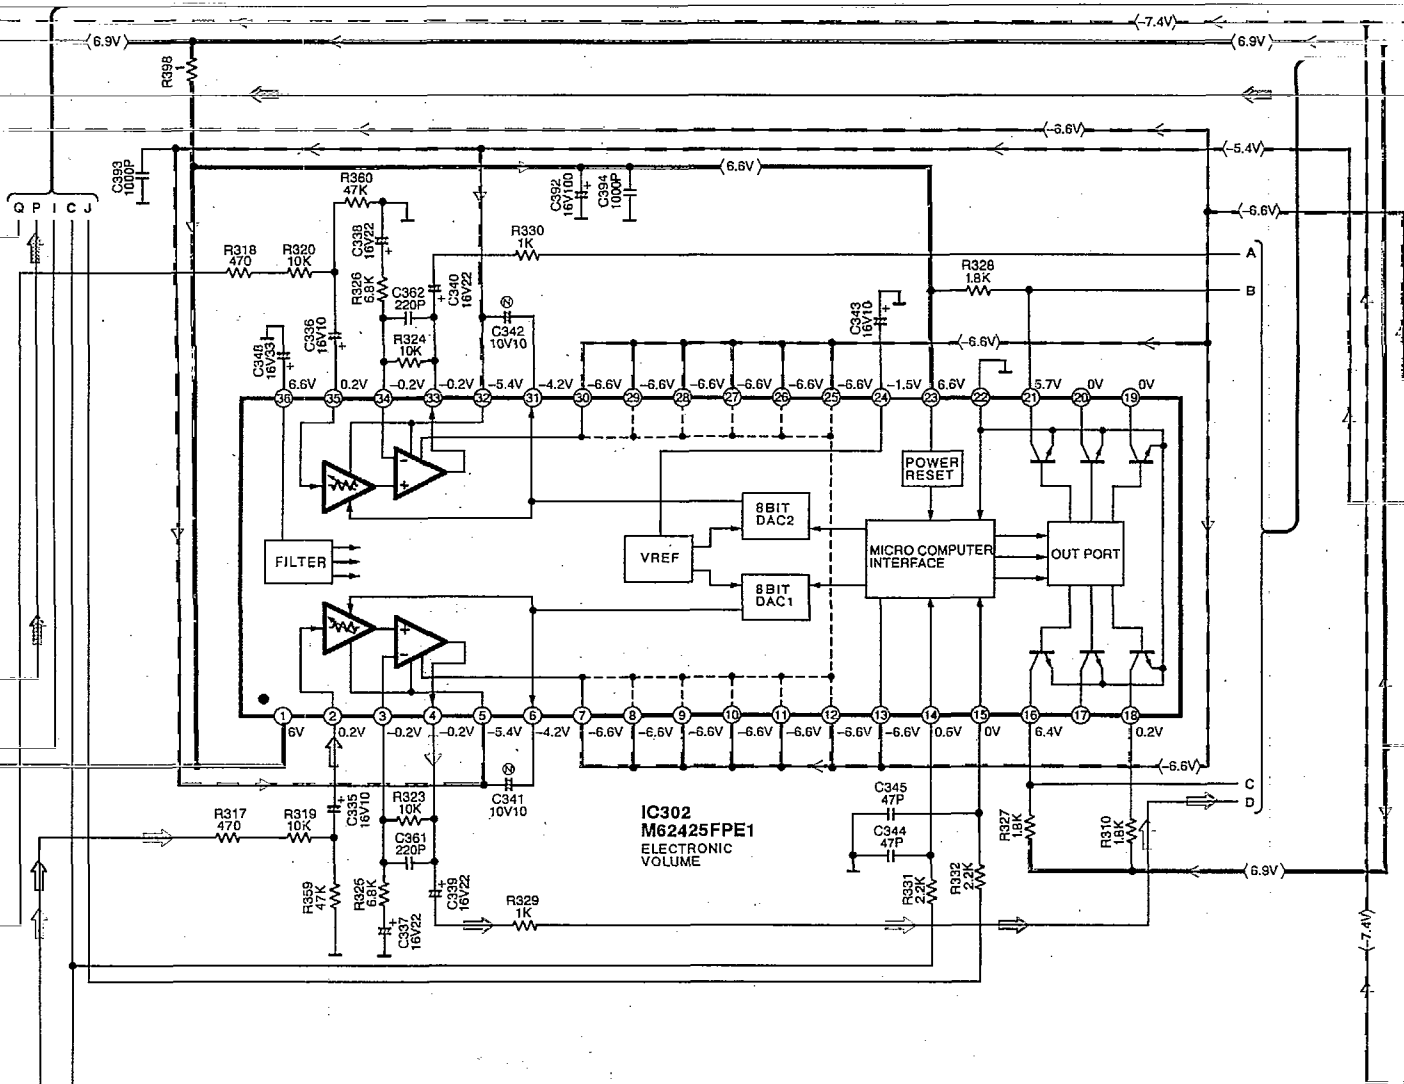 (-7.4V)
(6.9V)
(6.9V)
R398
1
(-6.6V)
(-5.4V)
(6.6V)
C393
1000P
R360
47K
C392
16V100
C394
1000P
Q P I C J
(-6.6V)
C338
16V22
R318
470
R320
10K
R330
1K
A
R326
6.8K
C362
220P
C340
16V22
R328
1.8K
B
C348
16V33
C336
16V10
R324
10K
N
C342
10V10
C343
16V10
(-6.6V)
6.6V 0.2V -0.2V -0.2V -5.4V -4.2V -6.6V -6.6V -6.6V -6.6V -6.6V -6.6V -1.5V 6.6V 5.7V 0V 0V
36 35 34 33 32 31 30 29 28 27 26 25 24 23 22 21 20 19
POWER
RESET
8BIT
DAC2
FILTER
VREF
MICRO COMPUTER
INTERFACE
OUT PORT
8BIT
DAC1
1 2 3 4 5 6 7 8 9 10 11 12 13 14 15 16 17 18
6V 0.2V -0.2V -0.2V -5.4V -4.2V -6.6V -6.6V -6.6V -6.6V -6.6V -6.6V -6.6V 0.6V 0V 6.4V 0.2V
(-6.6V)
N
C341
10V10
C
D
C335
16V10
R323
10K
R317
470
R319
10K
C361
220P
IC302
M62425FPE1
ELECTRONIC
VOLUME
C345
47P
C344
47P
R327
1.8K
R310
1.8K
R359
47K
R325
6.8K
C339
16V22
R331
2.2K
R332
2.2K
(6.9V)
C337
16V22
R329
1K
(-7.4V)